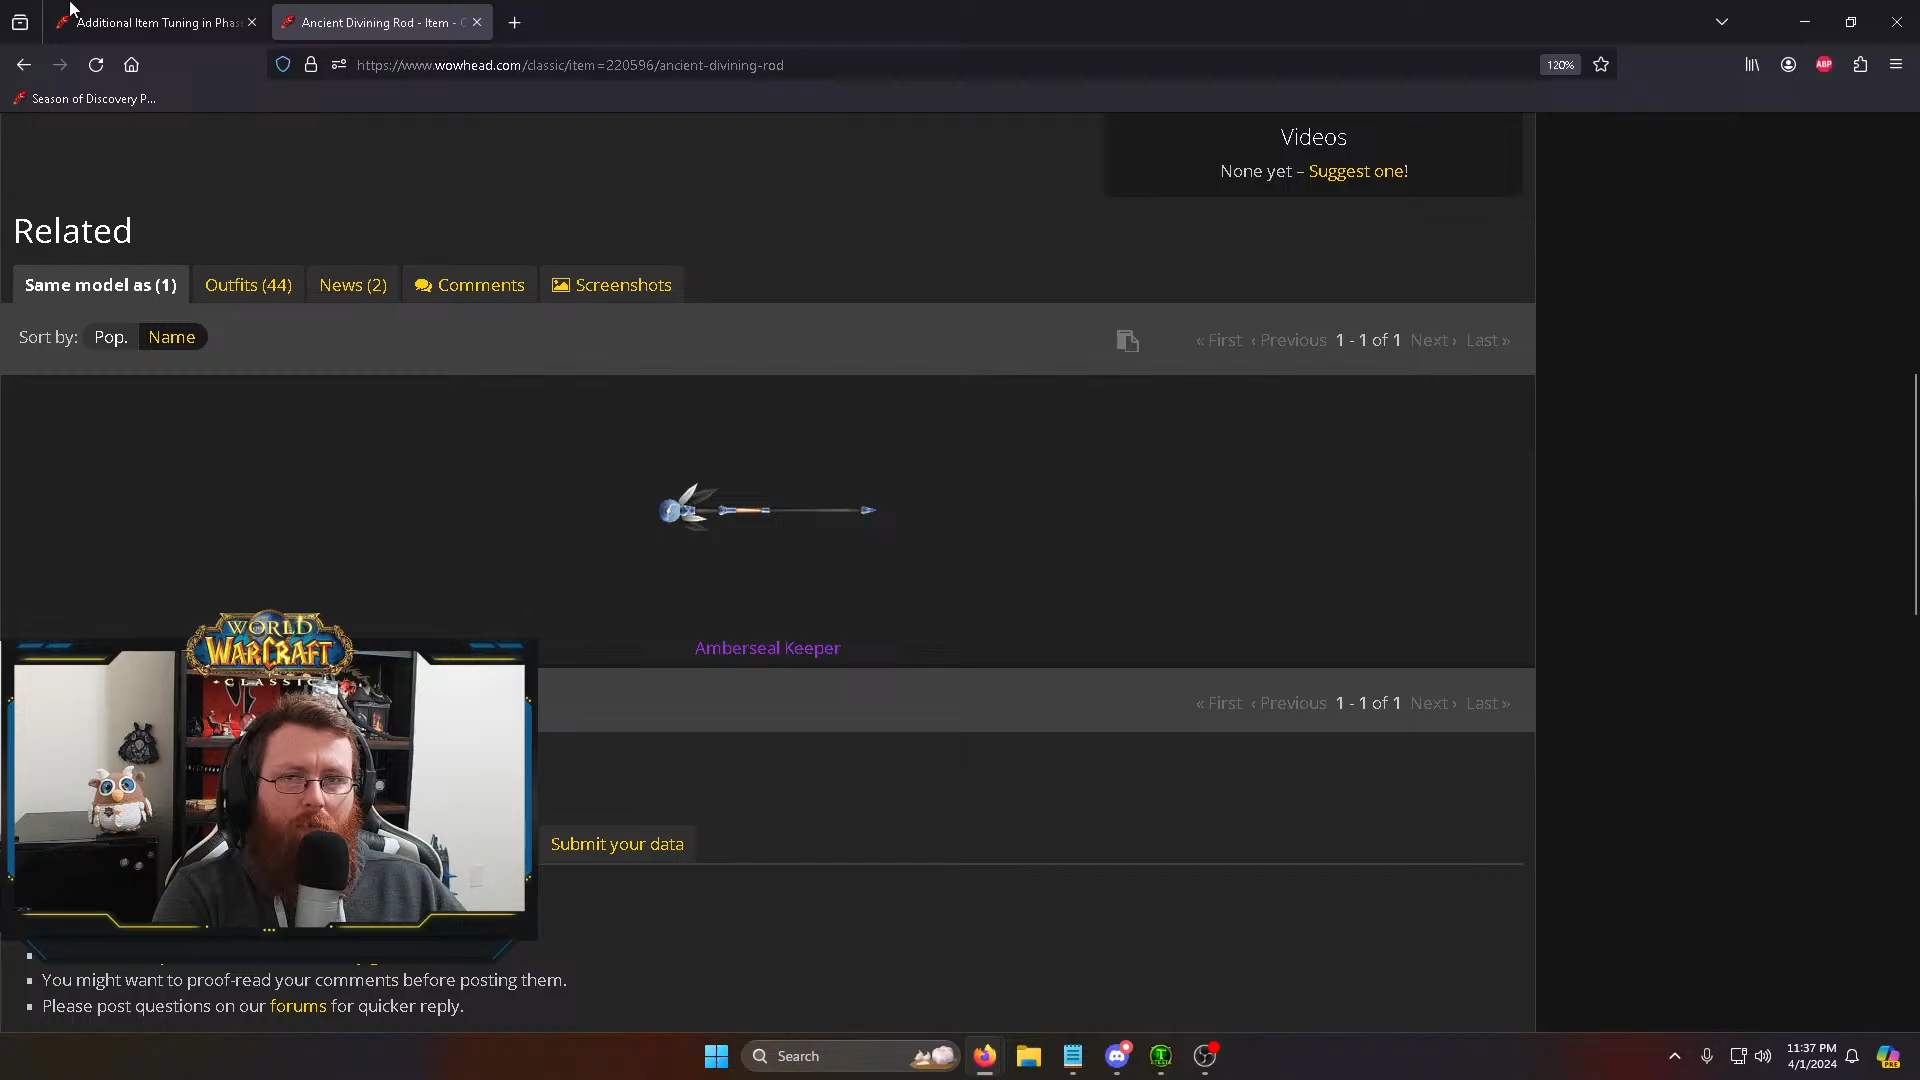 Additional Item Tuning in Phas
Ancient Divining Rod - Item -
https://www.wowhead.com/classic/item=220596/ancient-divining-rod
120%
ABP
Season of Discovery P...
Videos
None yet – Suggest one!
Related
Same model as (1)
Outfits (44)
News (2)
Comments
Screenshots
Sort by: Pop. Name
« First ‹ Previous 1 - 1 of 1 Next › Last »
Amberseal Keeper
« First ‹ Previous 1 - 1 of 1 Next › Last »
WORLD
WARCRAFT
CLASSIC
Submit your data
You might want to proof-read your comments before posting them.
Please post questions on our forums for quicker reply.
Search
11:37 PM
4/1/2024
PRE